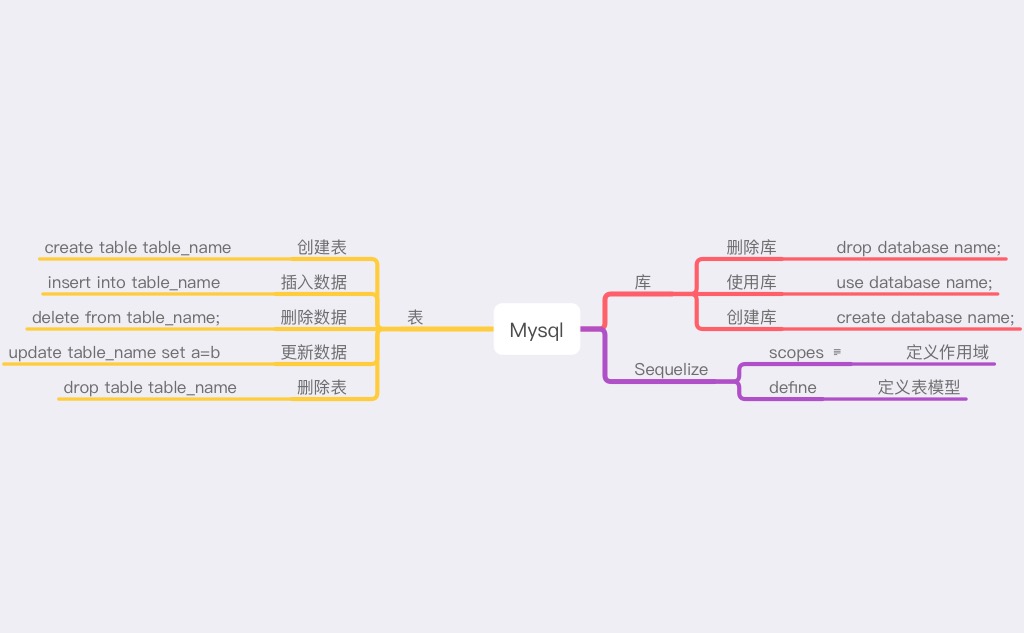 Mysql
表
创建表
create table table_name
插入数据
insert into table_name
删除数据
delete from table_name;
更新数据
update table_name set a=b
删除表
drop table table_name
库
删除库
drop database name;
使用库
use database name;
创建库
create database name;
Sequelize
scopes
定义作用域
define
定义表模型